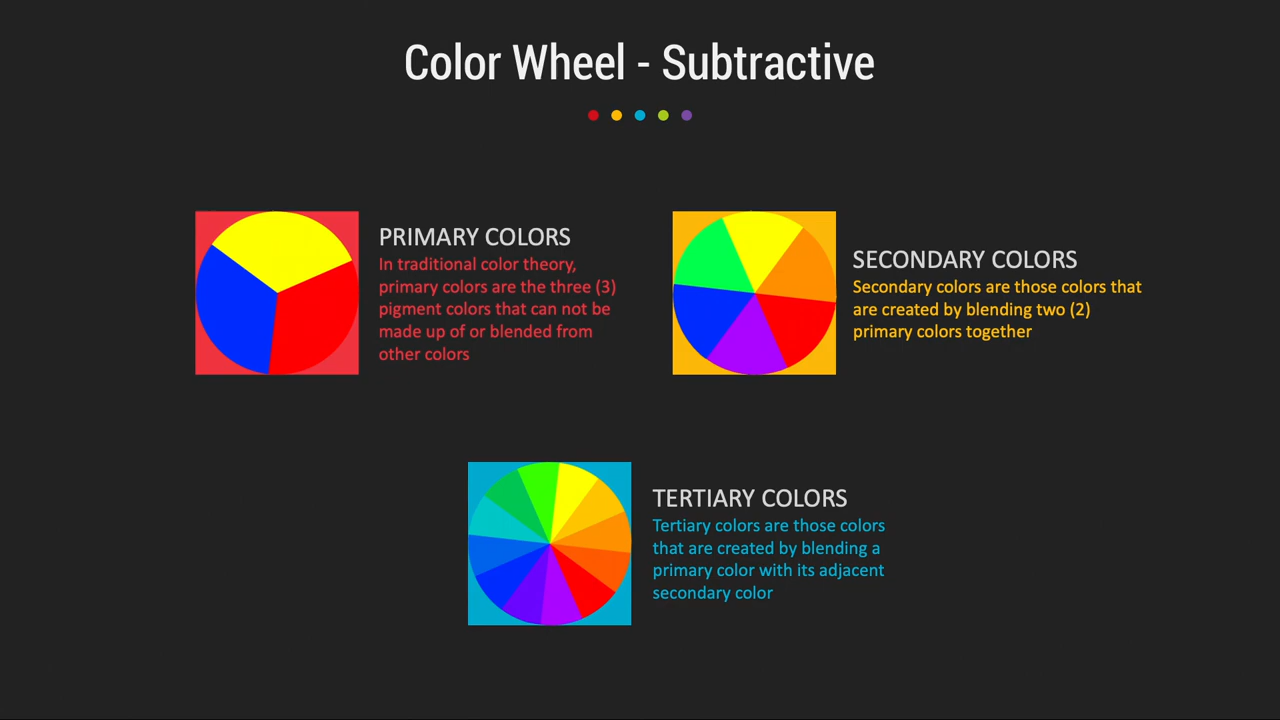 Color Wheel - Subtractive
PRIMARY COLORS
In traditional color theory,
primary colors are the three (3)
pigment colors that can not be
made up of or blended from
other colors
SECONDARY COLORS
Secondary colors are those colors that
are created by blending two (2)
primary colors together
TERTIARY COLORS
Tertiary colors are those colors
that are created by blending a
primary color with its adjacent
secondary color